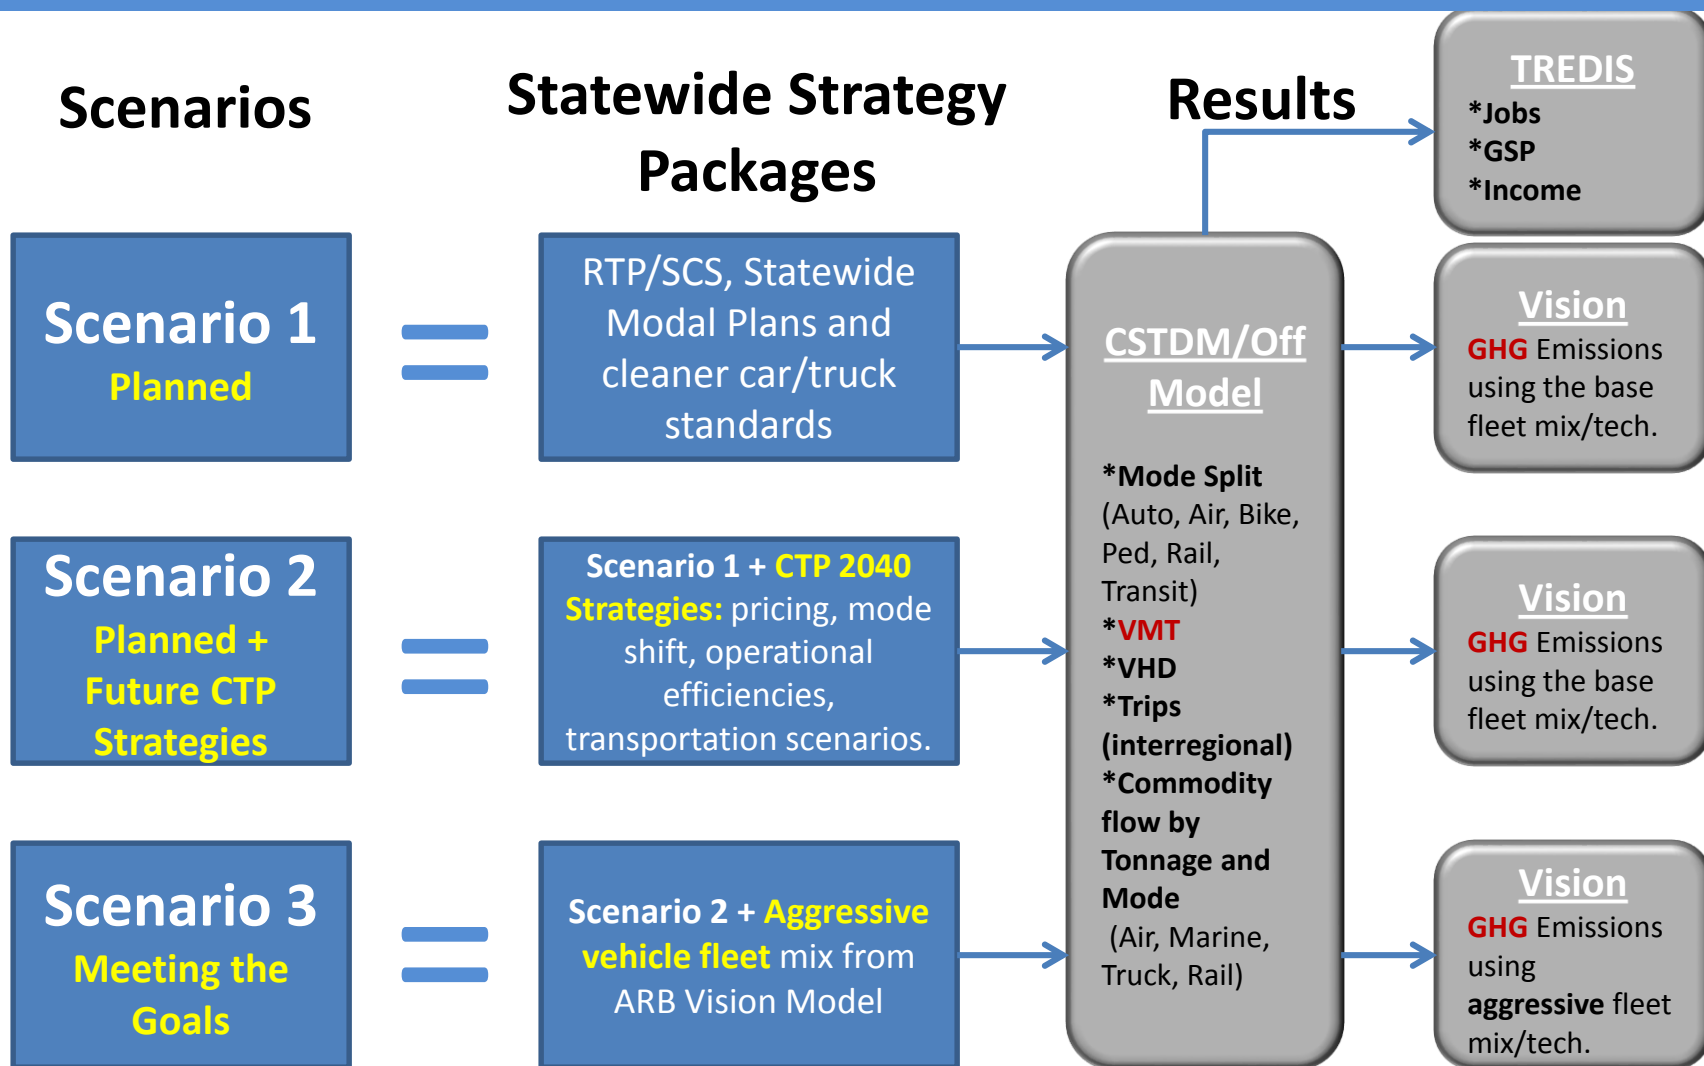 Scenarios
Statewide Strategy
Packages
Results
TREDIS
*Jobs
*GSP
*Income
Scenario 1
Planned
RTP/SCS, Statewide
Modal Plans and
cleaner car/truck
standards
CSTDM/Off
Model
*Mode Split
(Auto, Air, Bike,
Ped, Rail,
Transit)
*VMT
*VHD
*Trips
(interregional)
*Commodity
flow by
Tonnage and
Mode
(Air, Marine,
Truck, Rail)
Vision
GHG Emissions
using the base
fleet mix/tech.
Scenario 2
Planned +
Future CTP
Strategies
Scenario 1 + CTP 2040
Strategies: pricing, mode
shift, operational
efficiencies,
transportation scenarios.
Vision
GHG Emissions
using the base
fleet mix/tech.
Scenario 3
Meeting the
Goals
Scenario 2 + Aggressive
vehicle fleet mix from
ARB Vision Model
Vision
GHG Emissions
using
aggressive fleet
mix/tech.